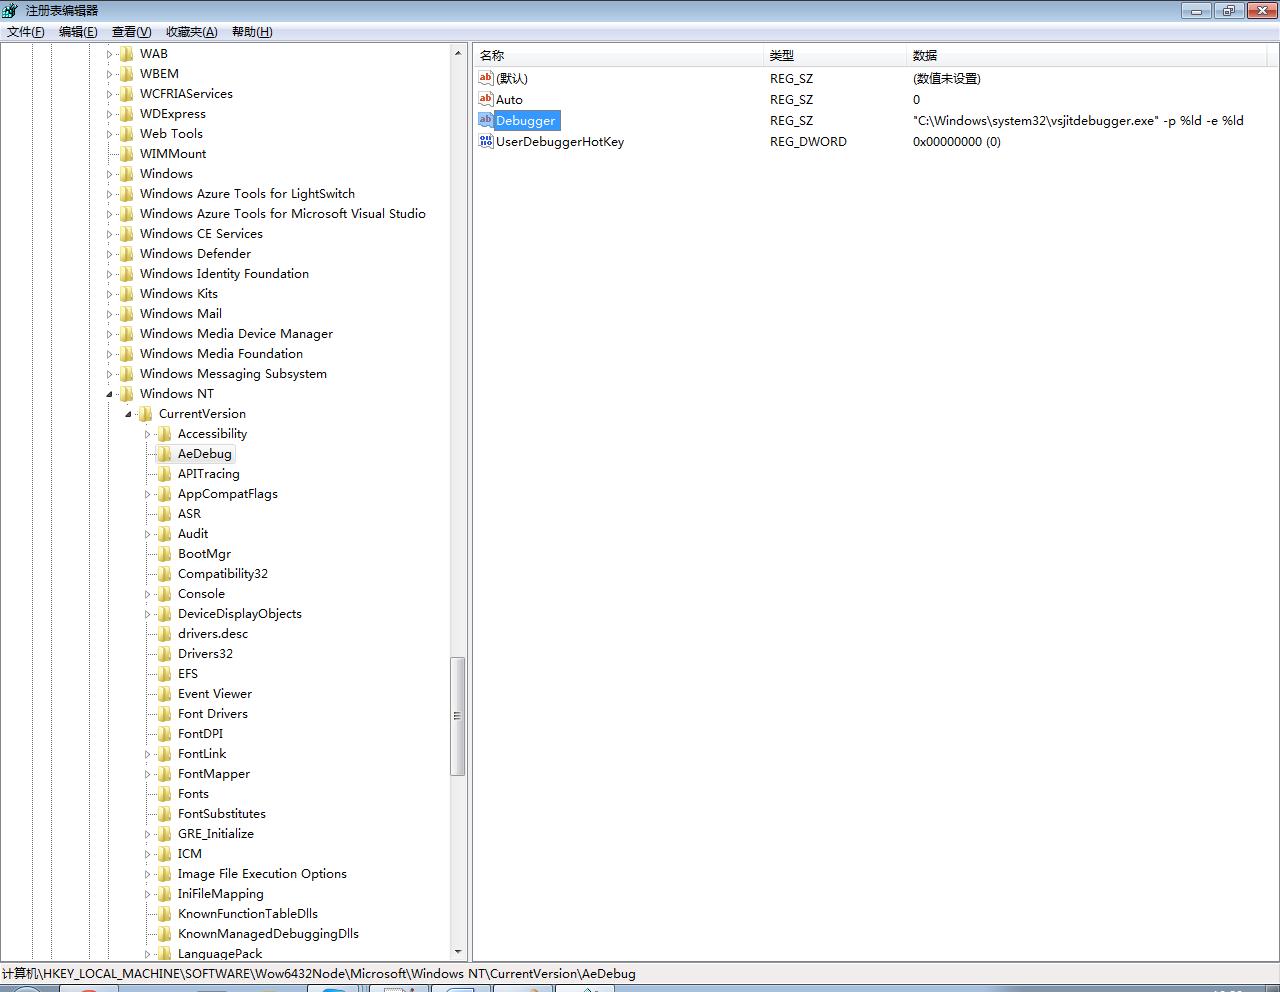 注册表编辑器
文件(F) 编辑(E) 查看(V) 收藏夹(A) 帮助(H)
WAB
WBEM
WCFRIAServices
WDExpress
Web Tools
WIMMount
Windows
Windows Azure Tools for LightSwitch
Windows Azure Tools for Microsoft Visual Studio
Windows CE Services
Windows Defender
Windows Identity Foundation
Windows Kits
Windows Mail
Windows Media Device Manager
Windows Media Foundation
Windows Messaging Subsystem
Windows NT
CurrentVersion
Accessibility
AeDebug
APITracing
AppCompatFlags
ASR
Audit
BootMgr
Compatibility32
Console
DeviceDisplayObjects
drivers.desc
Drivers32
EFS
Event Viewer
Font Drivers
FontDPI
FontLink
FontMapper
Fonts
FontSubstitutes
GRE_Initialize
ICM
Image File Execution Options
IniFileMapping
KnownFunctionTableDlls
KnownManagedDebuggingDlls
LanguagePack
名称 类型 数据
(默认) REG_SZ (数值未设置)
Auto REG_SZ 0
Debugger REG_SZ "C:\Windows\system32\vsjitdebugger.exe" -p %ld -e %ld
UserDebuggerHotKey REG_DWORD 0x00000000 (0)
计算机\HKEY_LOCAL_MACHINE\SOFTWARE\Wow6432Node\Microsoft\Windows NT\CurrentVersion\AeDebug